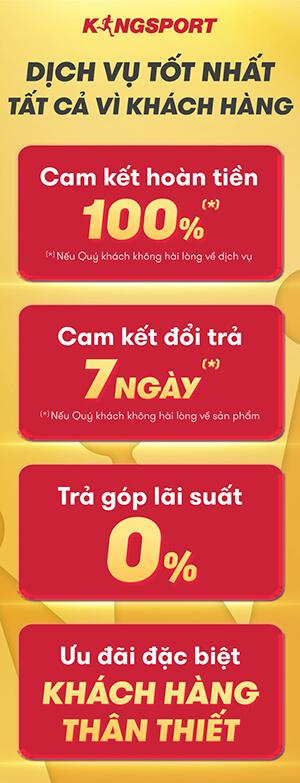 KINGSPORT
DỊCH VỤ TỐT NHẤT
TẤT CẢ VÌ KHÁCH HÀNG
Cam kết hoàn tiền
100% (*)
(*) Nếu Quý khách không hài lòng về dịch vụ
Cam kết đổi trả
7 NGÀY (*)
(*) Nếu Quý khách không hài lòng về sản phẩm
Trả góp lãi suất
0%
Ưu đãi đặc biệt
KHÁCH HÀNG
THÂN THIẾT